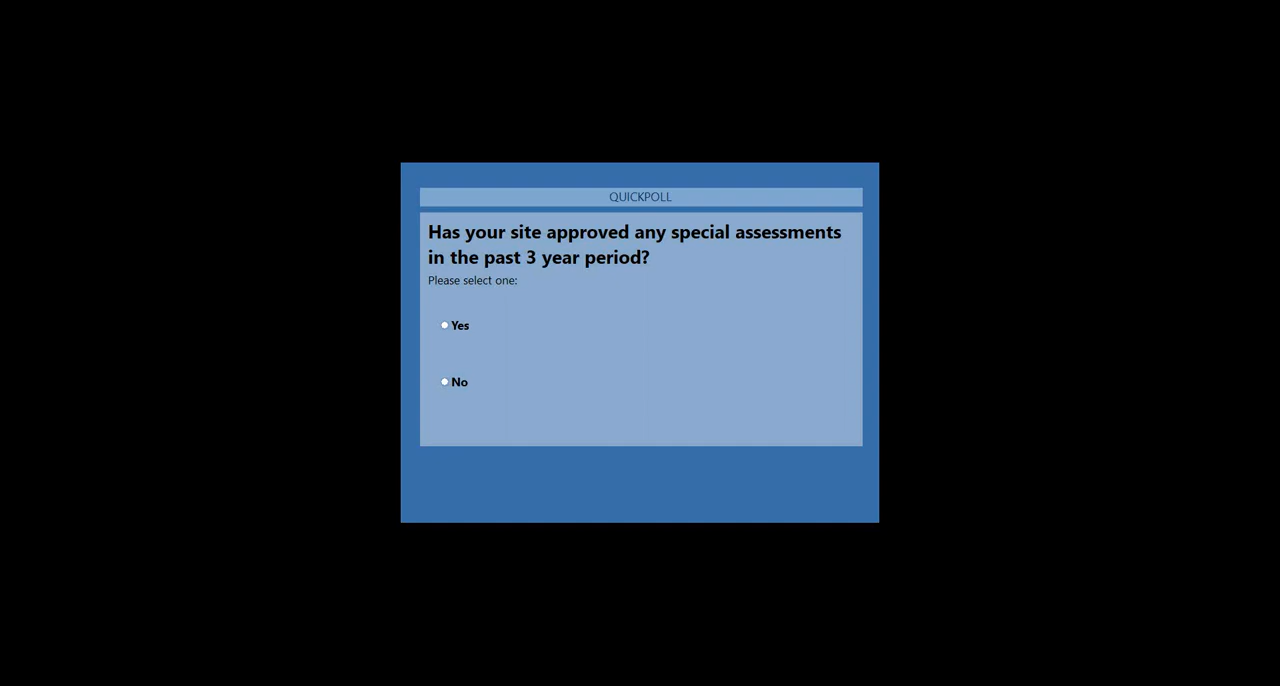 QUICKPOLL
Has your site approved any special assessments
in the past 3 year period?
Please select one:
Yes
No